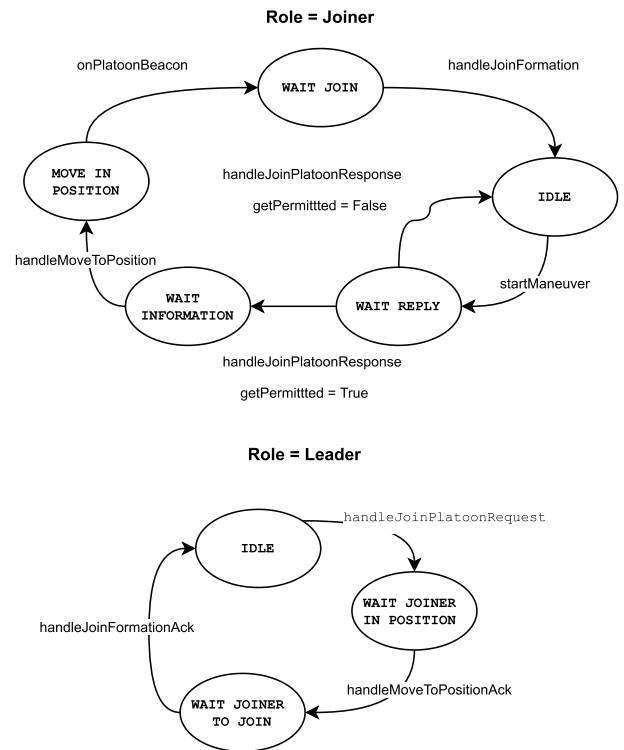 Role = Joiner
onPlatoonBeacon
WAIT JOIN
handleJoinFormation
MOVE IN
POSITION
handleJoinPlatoonResponse
getPermittted = False
IDLE
handleMoveToPosition
startManeuver
WAIT
INFORMATION
WAIT REPLY
handleJoinPlatoonResponse
getPermittted = True
Role = Leader
handleJoinPlatoonRequest
IDLE
WAIT JOINER
IN POSITION
handleJoinFormationAck
handleMoveToPositionAck
WAIT JOINER
TO JOIN